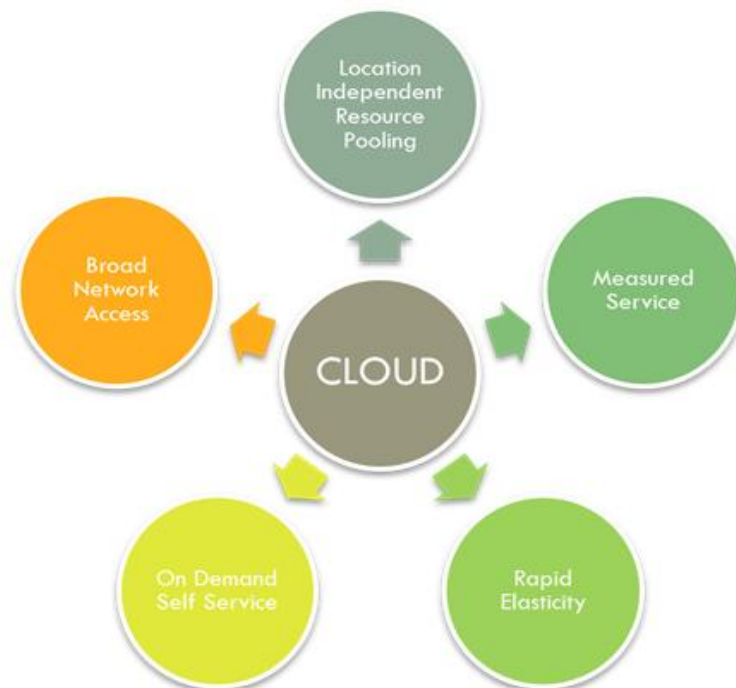 Location
Independent
Resource
Pooling
Broad
Network
Access
Measured
Service
CLOUD
On Demand
Self Service
Rapid
Elasticity